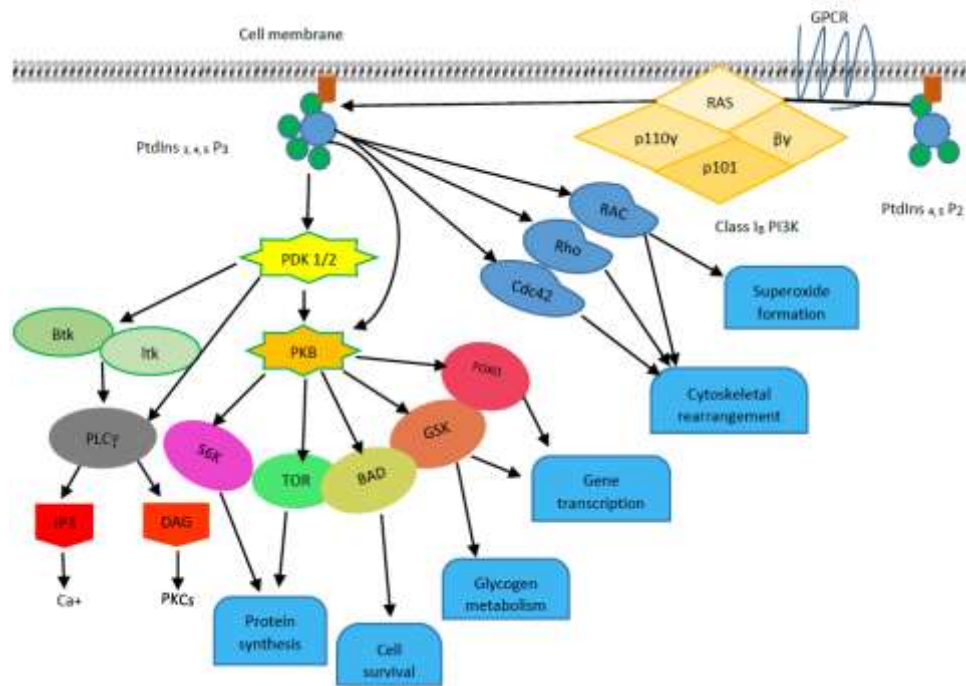 GPCR
Cell membrane
RAS
p110γ
βγ
p101
PtdIns 3, 4, 5 P3
PtdIns 4, 5 P2
Class IB PI3K
RAC
Rho
Cdc42
PDK 1/2
Superoxide
formation
Btk
Itk
PKB
FOXO
Cytoskeletal
rearrangement
PLCγ
S6K
GSK
TOR
BAD
Gene
transcription
IP3
DAG
Ca+
PKCs
Glycogen
metabolism
Protein
synthesis
Cell
survival